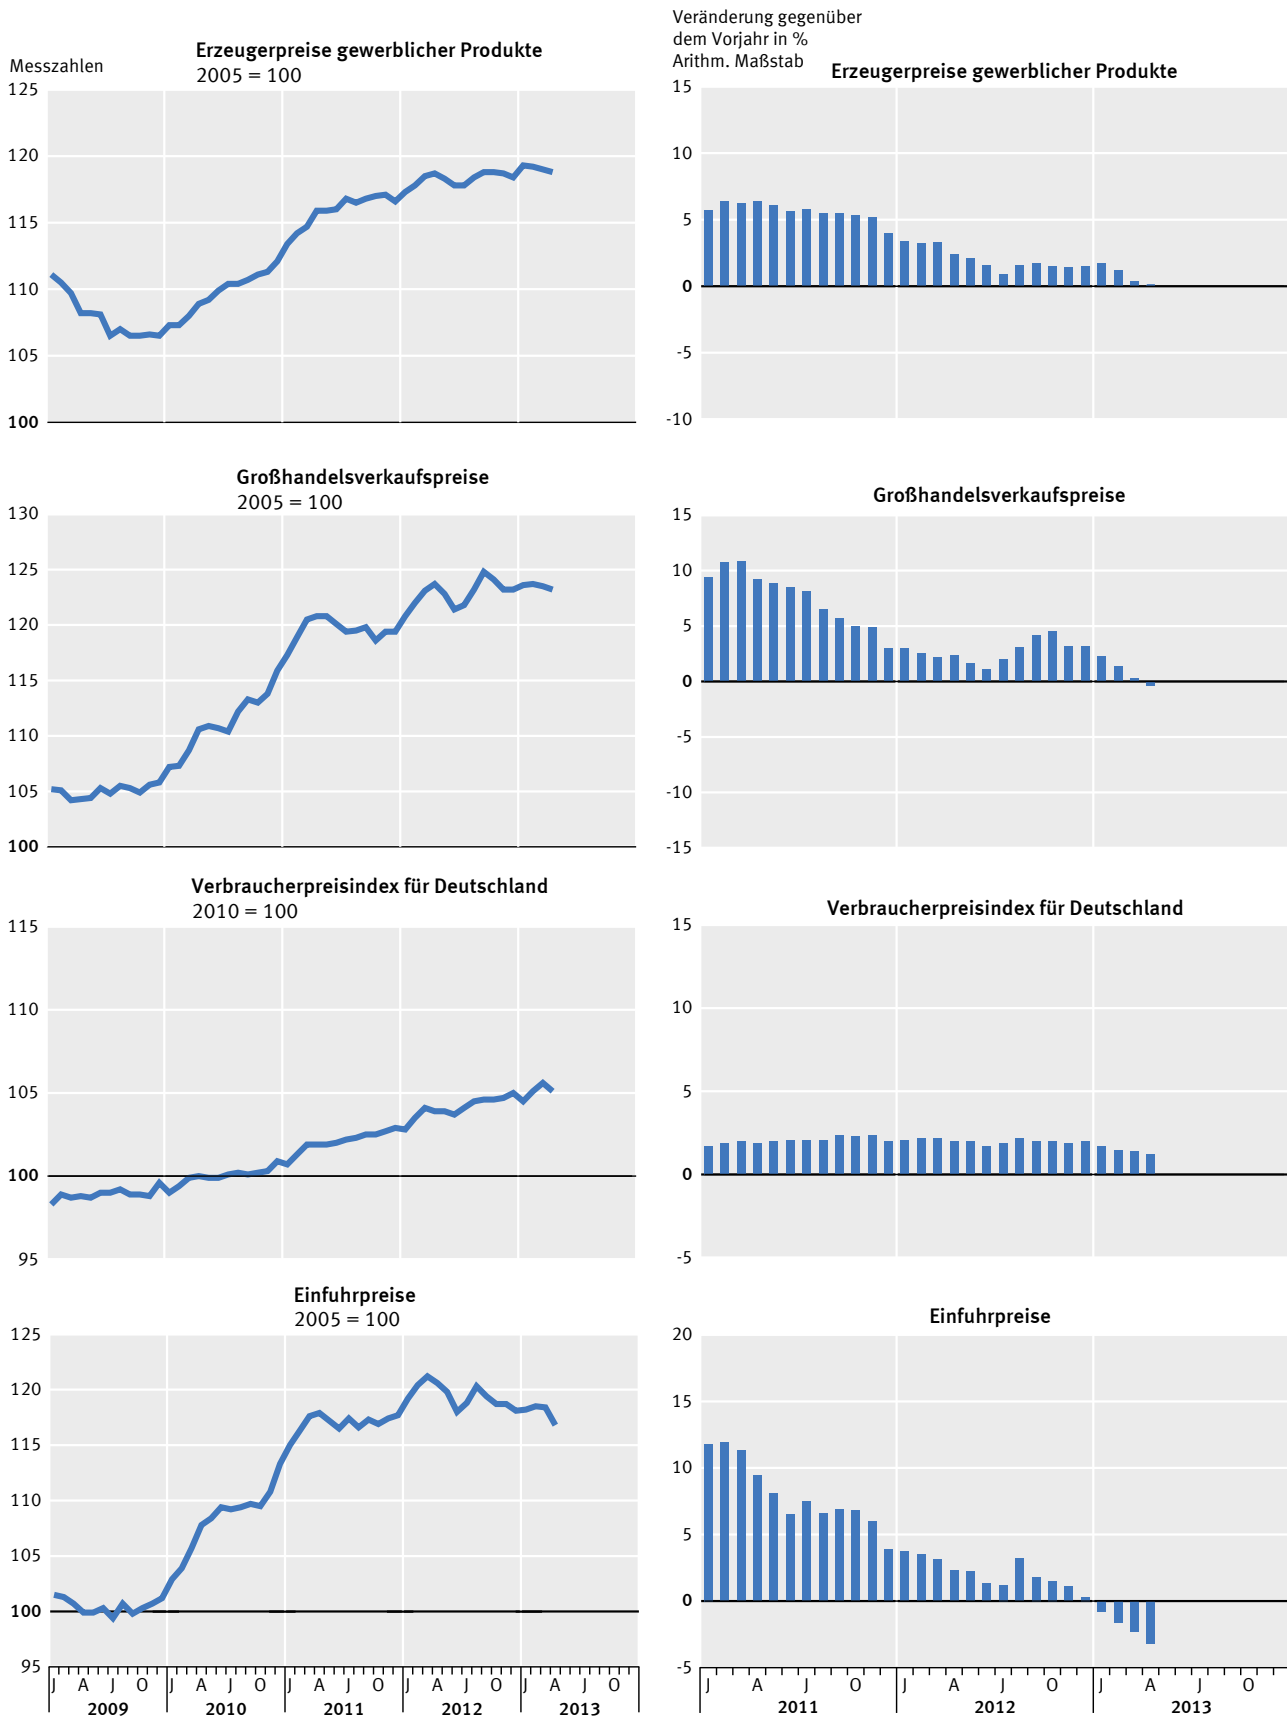 Messzahlen
Erzeugerpreise gewerblicher Produkte
2005 = 100
125
120
115
110
105
100
Veränderung gegenüber
dem Vorjahr in %
Arithm. Maßstab
Erzeugerpreise gewerblicher Produkte
15
10
5
0
-5
-10
Großhandelsverkaufspreise
2005 = 100
130
125
120
115
110
105
100
Großhandelsverkaufspreise
15
10
5
0
-5
-10
-15
Verbraucherpreisindex für Deutschland
2010 = 100
115
110
105
100
95
Verbraucherpreisindex für Deutschland
15
10
5
0
-5
Einfuhrpreise
2005 = 100
125
120
115
110
105
100
95
J A J O J A J O J A J O J A J O J A J O
2009 2010 2011 2012 2013
Einfuhrpreise
20
15
10
5
0
-5
J A J O J A J O J A J O
2011 2012 2013